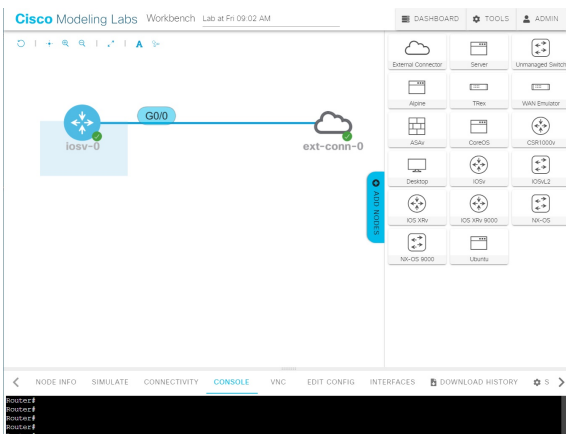 Cisco Modeling Labs Workbench Lab at Fri 09:02 AM
DASHBOARD TOOLS ADMIN
A
G0/0
iosv-0
ext-conn-0
ADD NODES
External Connector Server Unmanaged Switch
Alpine TRex WAN Emulator
ASAv CoreOS CSR1000v
Desktop IOSv IOSvL2
IOS XRv IOS XRv 9000 NX-OS
NX-OS 9000 Ubuntu
NODE INFO SIMULATE CONNECTIVITY CONSOLE VNC EDIT CONFIG INTERFACES DOWNLOAD HISTORY S
Router#
Router#
Router#
Router#